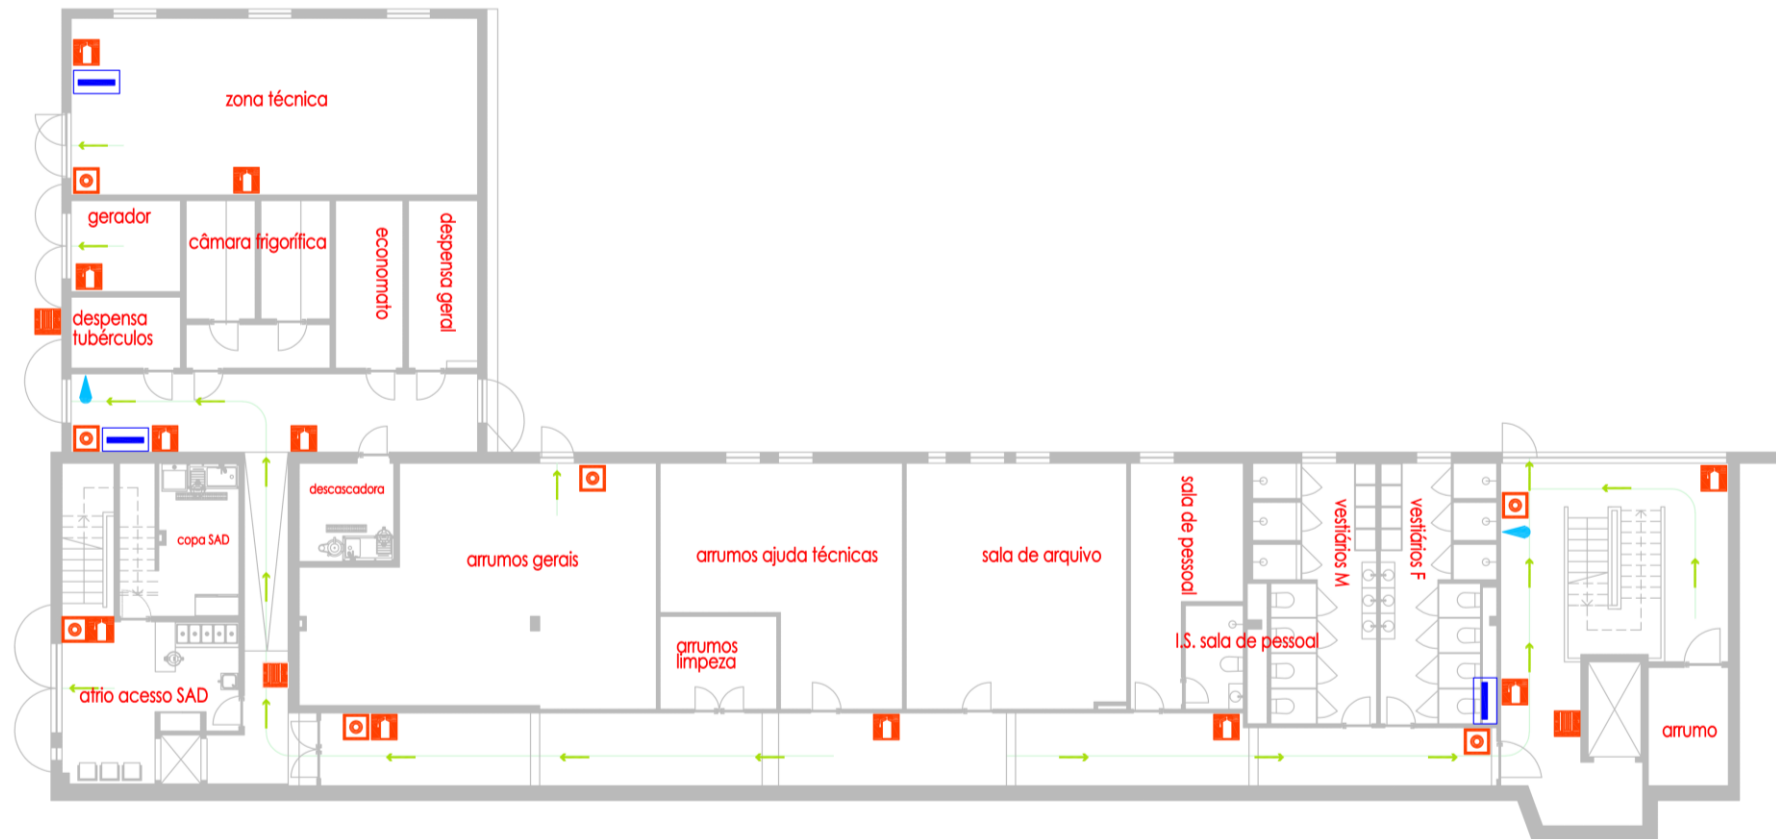 zona técnica
gerador
câmara frigorífica
economato
despensa geral
despensa
tubérculos
descascadora
copa SAD
arrumos gerais
arrumos ajuda técnicas
sala de arquivo
sala de pessoal
vestiários M
vestiários F
arrumos
limpeza
I.S. sala de pessoal
atrio acesso SAD
arrumo